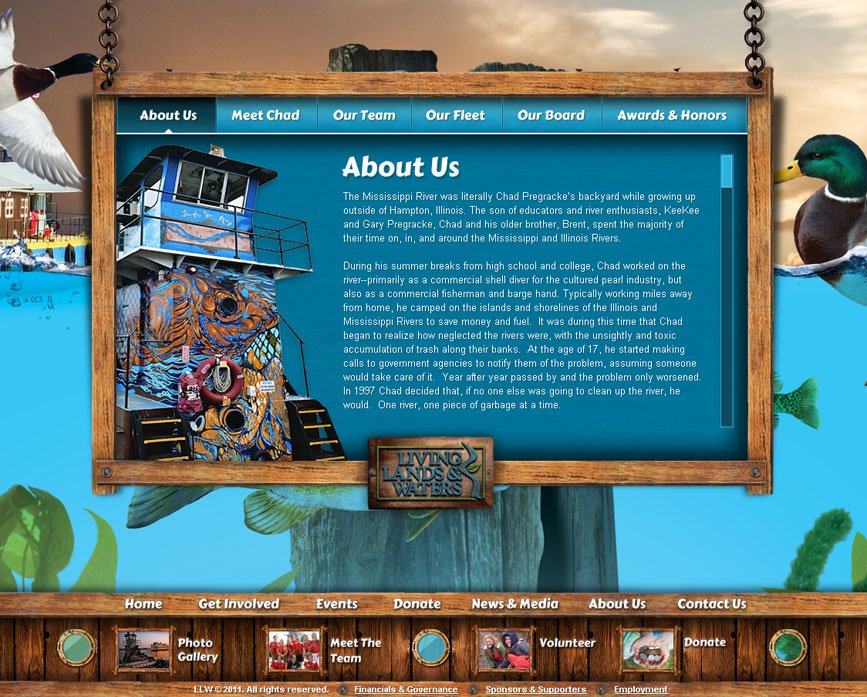 About Us
Meet Chad
Our Team
Our Fleet
Our Board
Awards & Honors
About Us
The Mississippi River was literally Chad Pregracke's backyard while growing up
outside of Hampton, Illinois. The son of educators and river enthusiasts, KeeKee
and Gary Pregracke, Chad and his older brother, Brent, spent the majority of
their time on, in, and around the Mississippi and Illinois Rivers.
During his summer breaks from high school and college, Chad worked on the
river--primarily as a commercial shell diver for the cultured pearl industry, but
also as a commercial fisherman and barge hand. Typically working miles away
from home, he camped on the islands and shorelines of the Illinois and
Mississippi Rivers to save money and fuel.  It was during this time that Chad
began to realize how neglected the rivers were, with the unsightly and toxic
accumulation of trash along their banks.  At the age of 17, he started making
calls to government agencies to notify them of the problem, assuming someone
would take care of it.  Year after year passed by and the problem only worsened.
In 1997 Chad decided that, if no one else was going to clean up the river, he
would.  One river, one piece of garbage at a time.
LIVING
LANDS &
WATERS
Home
Get Involved
Events
Donate
News & Media
About Us
Contact Us
Photo
Gallery
Meet The
Team
Volunteer
Donate
LLW © 2011. All rights reserved.
Financials & Governance
Sponsors & Supporters
Employment